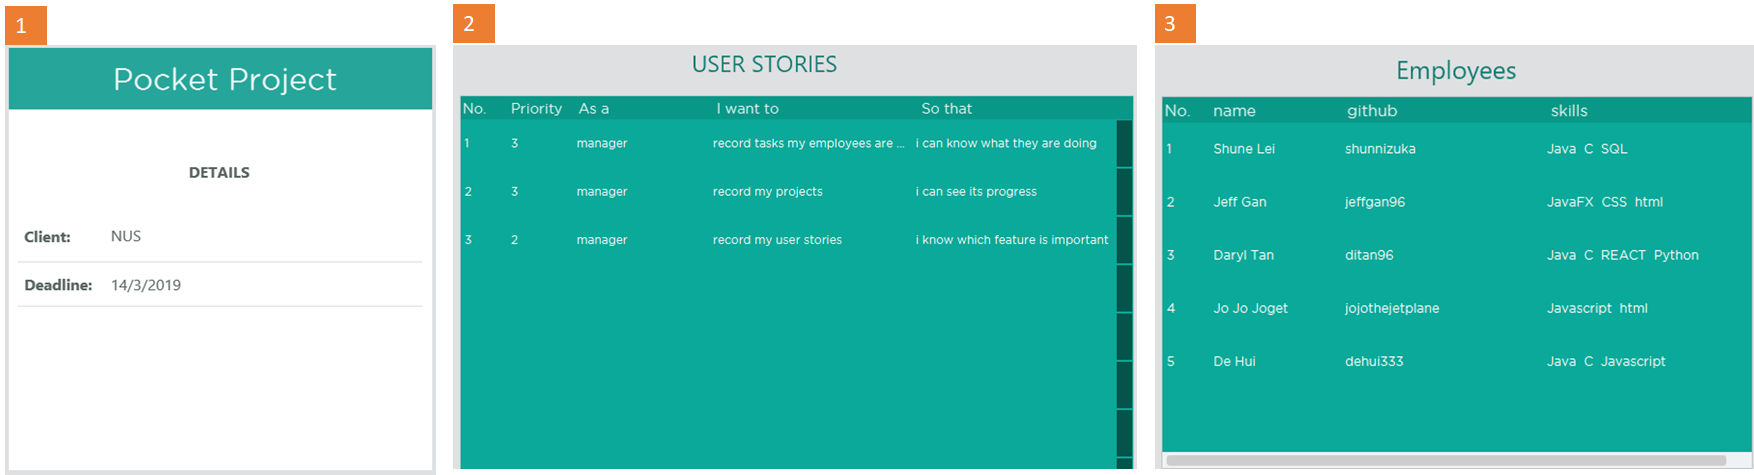 1
Pocket Project
DETAILS
Client: NUS
Deadline: 14/3/2019
2
USER STORIES
No. Priority As a I want to So that
1 3 manager record tasks my employees are ... i can know what they are doing
2 3 manager record my projects i can see its progress
3 2 manager record my user stories i know which feature is important
3
Employees
No. name github skills
1 Shune Lei shunnizuka Java C SQL
2 Jeff Gan jeffgan96 JavaFX CSS html
3 Daryl Tan ditan96 Java C REACT Python
4 Jo Jo Joget jojothejetplane Javascript html
5 De Hui dehui333 Java C Javascript